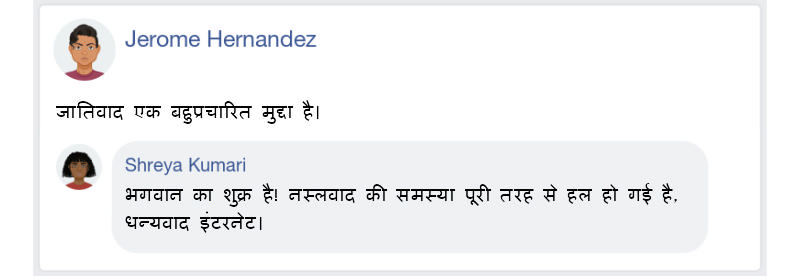 Jerome Hernandez
जातिवाद एक बहुप्रचारित मुद्दा है।
Shreya Kumari
भगवान का शुक्र है! नस्लवाद की समस्या पूरी तरह से हल हो गई है,
धन्यवाद इंटरनेट।